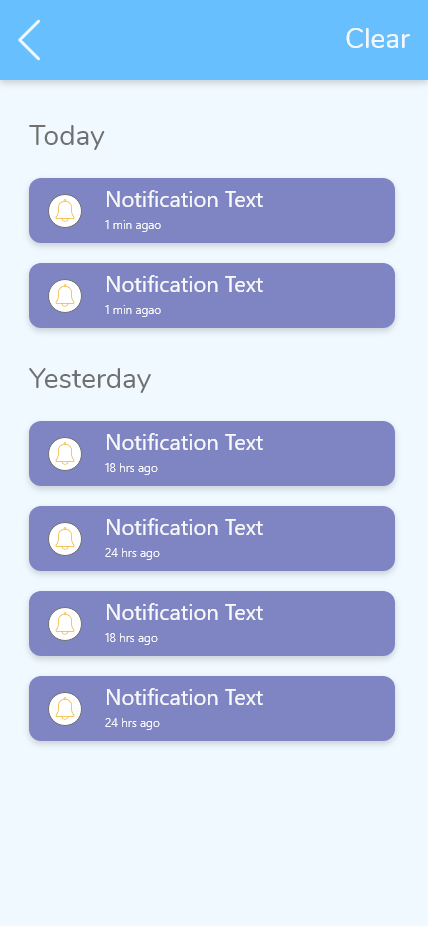 Clear
Today
Notification Text
1 min agao
Notification Text
1 min agao
Yesterday
Notification Text
18 hrs ago
Notification Text
24 hrs ago
Notification Text
18 hrs ago
Notification Text
24 hrs ago